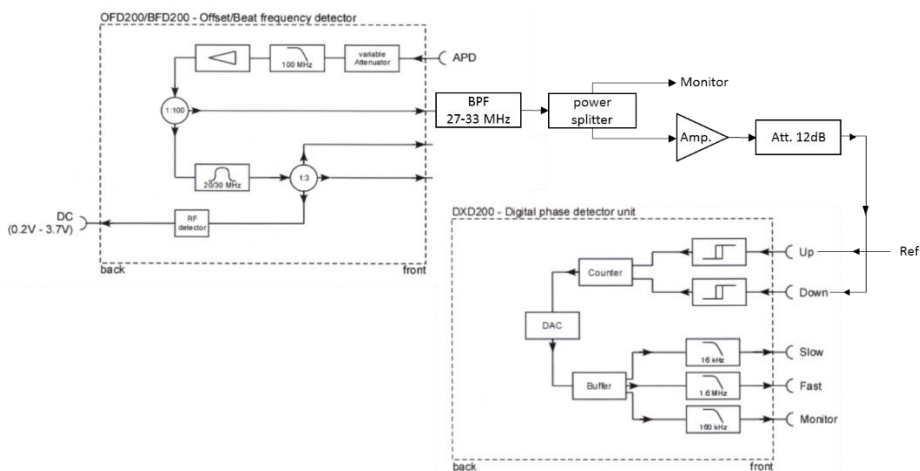 OFD200/BFD200 - Offset/Beat frequency detector
100 MHz
variable
Attenuator
APD
Monitor
1:100
BPF
27-33 MHz
power
splitter
Amp.
Att. 12dB
20/30 MHz
1:3
DC
(0.2V - 3.7V)
RF
detector
back
front
DXD200 - Digital phase detector unit
Up
Ref
Counter
Down
DAC
16 kHz
Slow
Buffer
1.6 MHz
Fast
160 kHz
Monitor
back
front